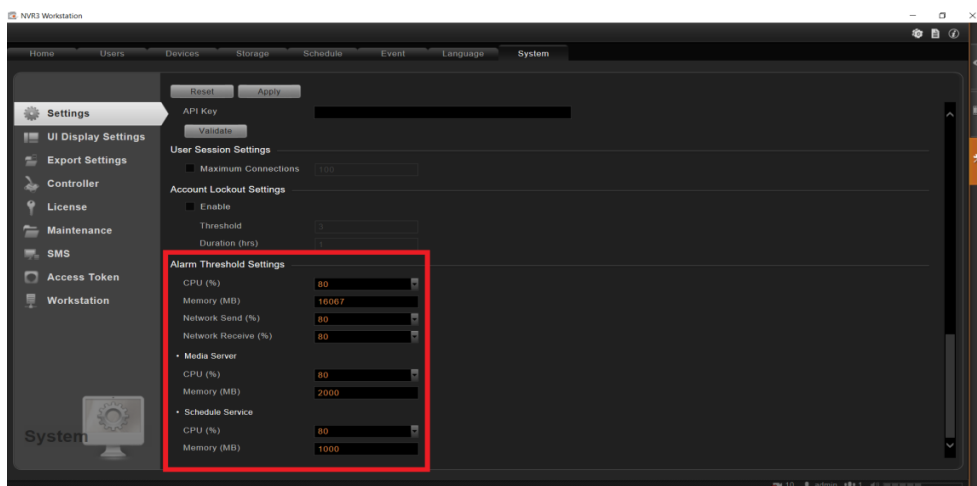 NVR3 Workstation
Home Users Devices Storage Schedule Event Language System
Reset Apply
Settings
UI Display Settings
Export Settings
Controller
License
Maintenance
SMS
Access Token
Workstation
System
API Key
Validate
User Session Settings
Maximum Connections 100
Account Lockout Settings
Enable
Threshold 3
Duration (hrs) 1
Alarm Threshold Settings
CPU (%) 80
Memory (MB) 16067
Network Send (%) 80
Network Receive (%) 80
• Media Server
CPU (%) 80
Memory (MB) 2000
• Schedule Service
CPU (%) 80
Memory (MB) 1000
10 admin 1